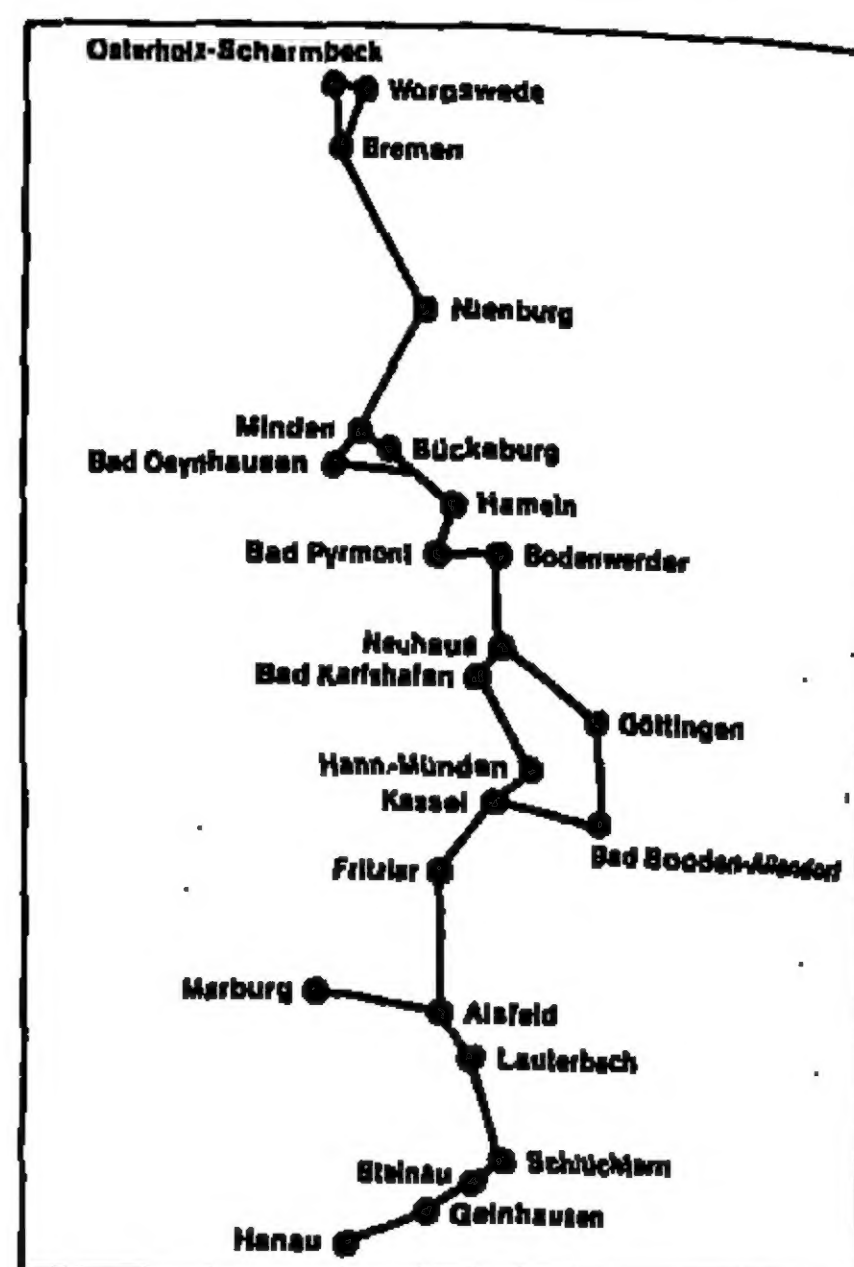 Osterholz-Scharmbeck
Worpswede
Bremen
Nienburg
Minden
Bückeburg
Bad Oeynhausen
Hameln
Bad Pyrmont
Bodenwerder
Neuhaus
Bad Karlshafen
Göttingen
Hann.-Münden
Kassel
Bad Sooden-Allendorf
Fritzlar
Marburg
Alsfeld
Lauterbach
Schlüchtern
Steinau
Gelnhausen
Hanau